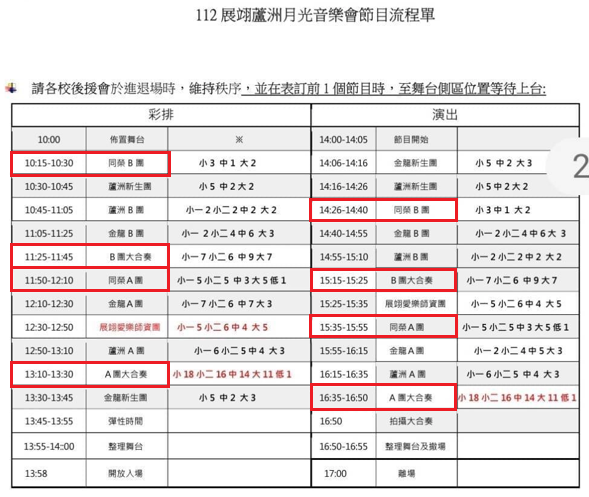 112 展翊蘆洲月光音樂會節目流程單
請各校後援會於進退場時，維持秩序，並在表訂前 1 個節目時，至舞台側區位置等待上台:
彩排 演出
10:00 佈置舞台 ※ 14:00-14:05 節目開始
10:15-10:30 同榮 B 團 小 3 中 1 大 2 14:06-14:16 金龍新生團 小 5 中 2 大 3
10:30-10:45 蘆洲新生團 小 5 中 2 大 2 14:16-14:26 蘆洲新生團 小 5 中 2 大 2
10:45-11:05 蘆洲 B 團 小一 2 小二 2 中 2 大 2 14:26-14:40 同榮 B 團 小 3 中 1 大 2
11:05-11:25 金龍 B 團 小一 2 小二 4 中 6 大 3 14:40-14:55 金龍 B 團 小一 2 小二 4 中 6 大 3
11:25-11:45 B 團大合奏 小一 7 小二 6 中 9 大 7 14:55-15:10 蘆洲 B 團 小一 2 小二 2 中 2 大 2
11:50-12:10 同榮 A 團 小一 5 小二 5 中 3 大 5 低 1 15:15-15:25 B 團大合奏 小一 7 小二 6 中 9 大 7
12:10-12:30 金龍 A 團 小一 7 小二 6 中 7 大 3 15:25-15:35 展翊愛樂師資團 小一 5 小二 6 中 4 大 5
12:30-12:50 展翊愛樂師資團 小一 5 小二 6 中 4 大 5 15:35-15:55 同榮 A 團 小一 5 小二 5 中 3 大 5 低 1
12:50-13:10 蘆洲 A 團 小一 6 小二 5 中 4 大 3 15:55-16:15 金龍 A 團 小一 2 小二 4 中 5 大 3
13:10-13:30 A 團大合奏 小 18 小二 16 中 14 大 11 低 1 16:15-16:35 蘆洲 A 團 小一 6 小二 5 中 4 大 3
13:30-13:45 金龍新生團 小 5 中 2 大 3 16:35-16:50 A 團大合奏 小 18 小二 16 中 14 大 11 低 1
13:45-13:55 彈性時間 16:50 拍攝大合奏
13:55-14:00 整理舞台 16:50-16:55 整理舞台及撤場
13:58 開放入場 17:00 離場
2